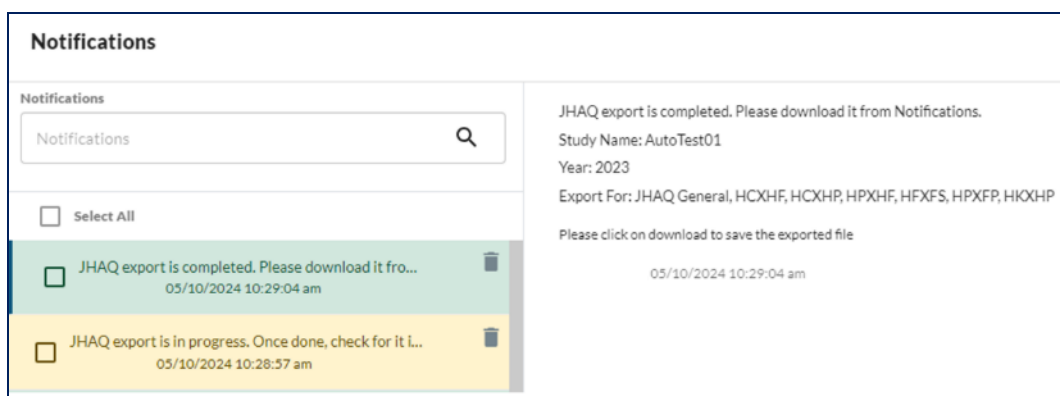 Notifications
Notifications
Notifications
Select All
JHAQ export is completed. Please download it fro...
05/10/2024 10:29:04 am
JHAQ export is in progress. Once done, check for it i...
05/10/2024 10:28:57 am
JHAQ export is completed. Please download it from Notifications.
Study Name: AutoTest01
Year: 2023
Export For: JHAQ General, HCXHF, HCXHP, HPXHF, HFXFS, HPXFP, HKXHP
Please click on download to save the exported file
05/10/2024 10:29:04 am